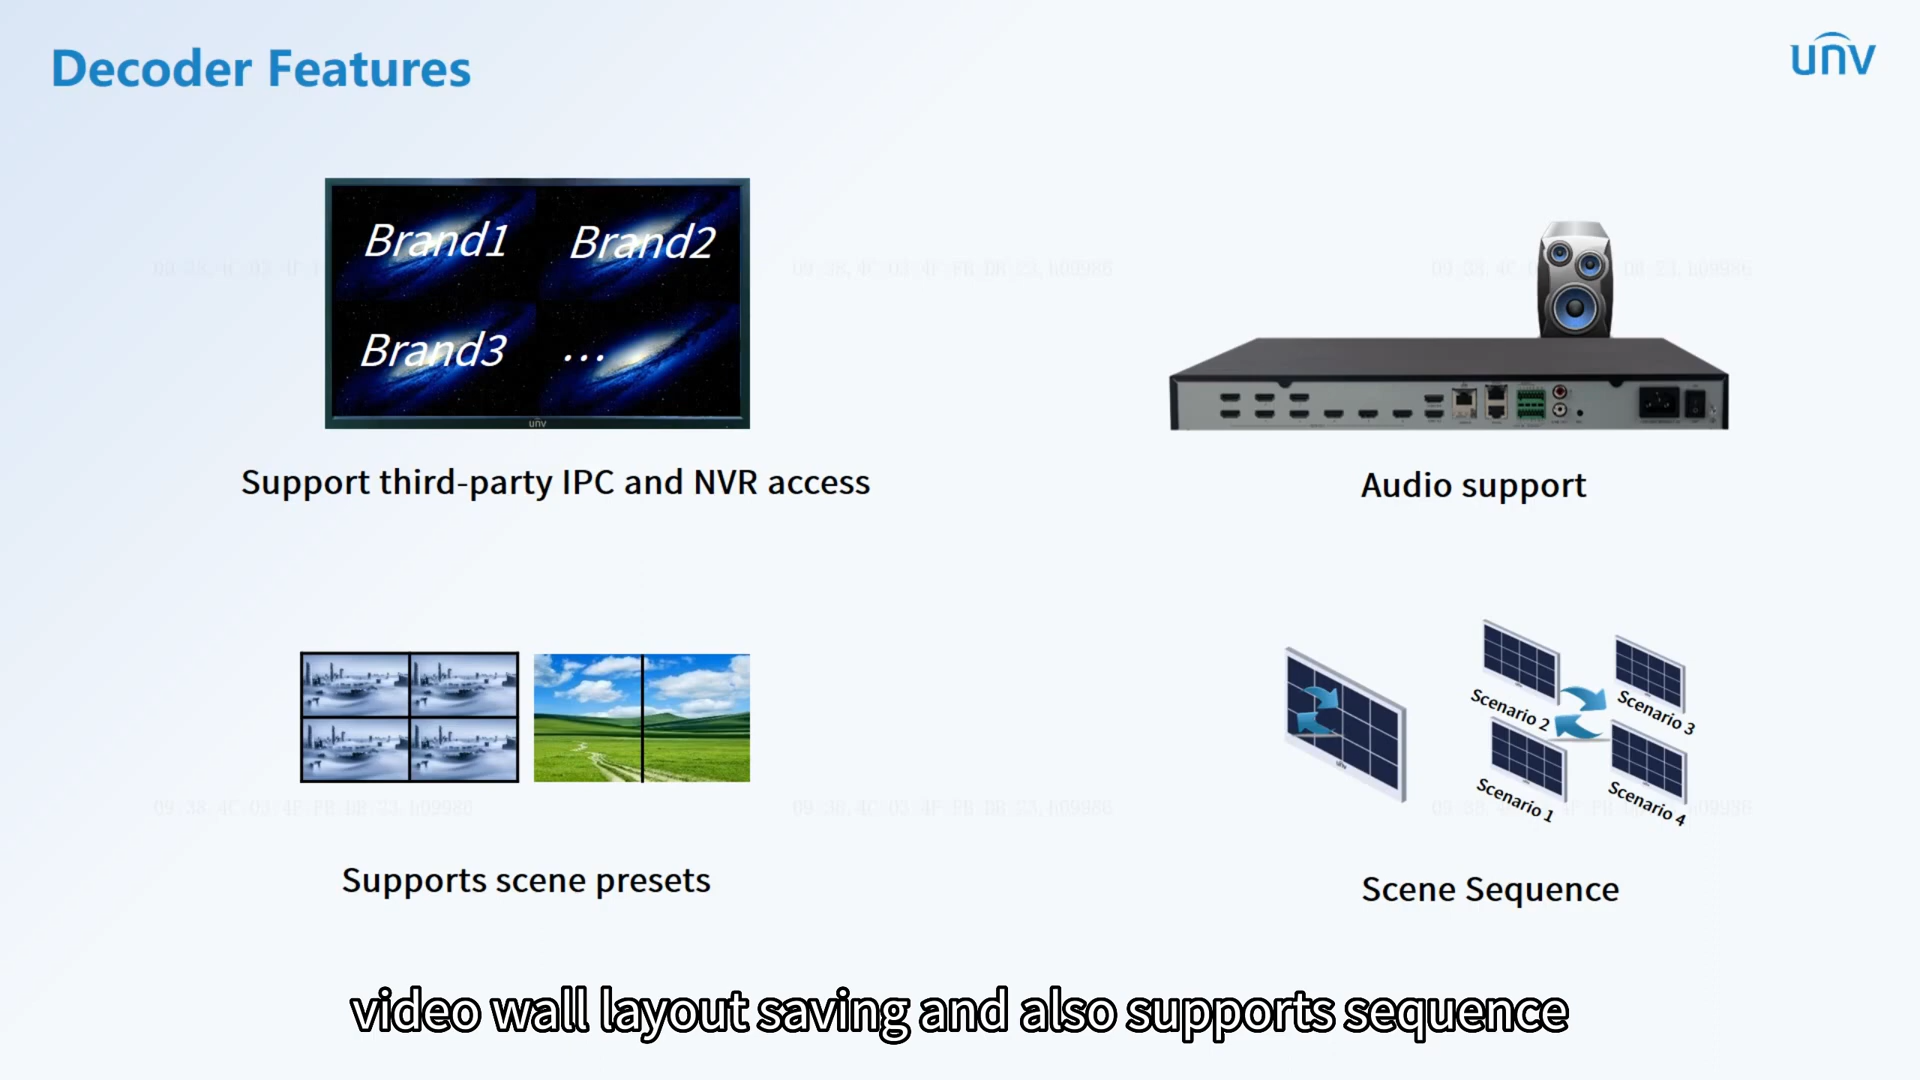 Decoder Features
unv
Brand1
Brand2
Brand3
...
unv
Support third-party IPC and NVR access
Audio support
Scenario 2
Scenario 3
Scenario 1
Scenario 4
Supports scene presets
Scene Sequence
video wall layout saving and also supports sequence